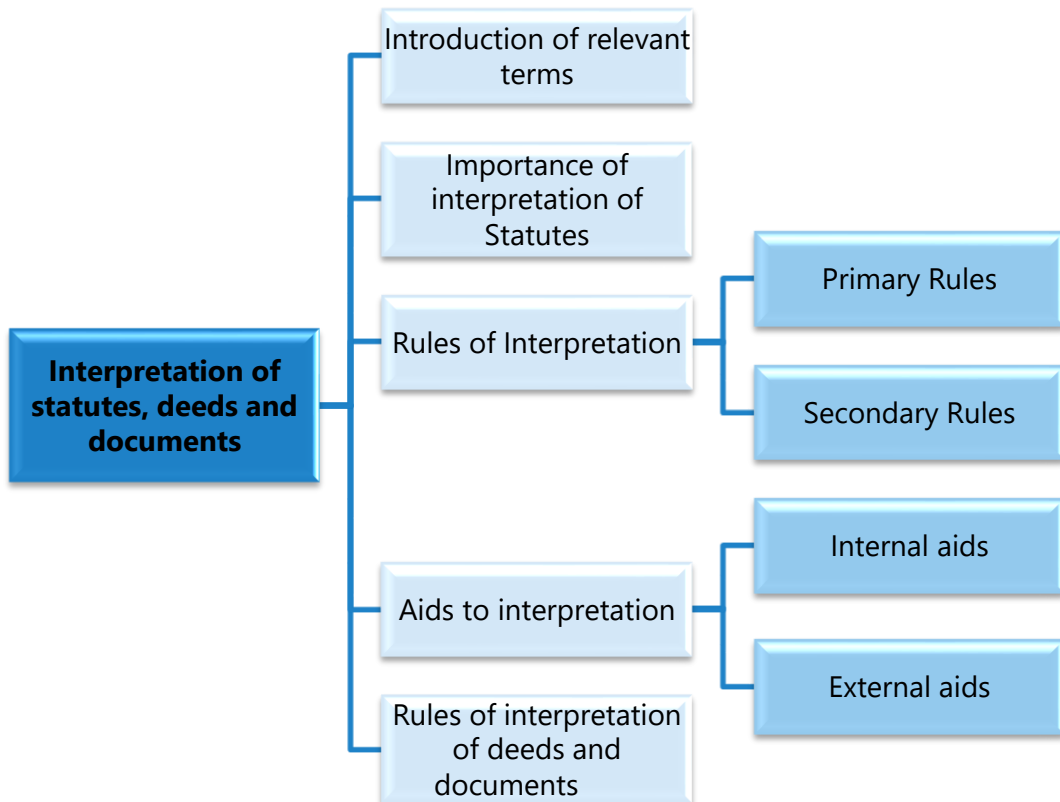 Introduction of relevant
terms
Importance of
interpretation of
Statutes
Primary Rules
Rules of Interpretation
Interpretation of
statutes, deeds and
documents
Secondary Rules
Internal aids
Aids to interpretation
External aids
Rules of interpretation
of deeds and
documents